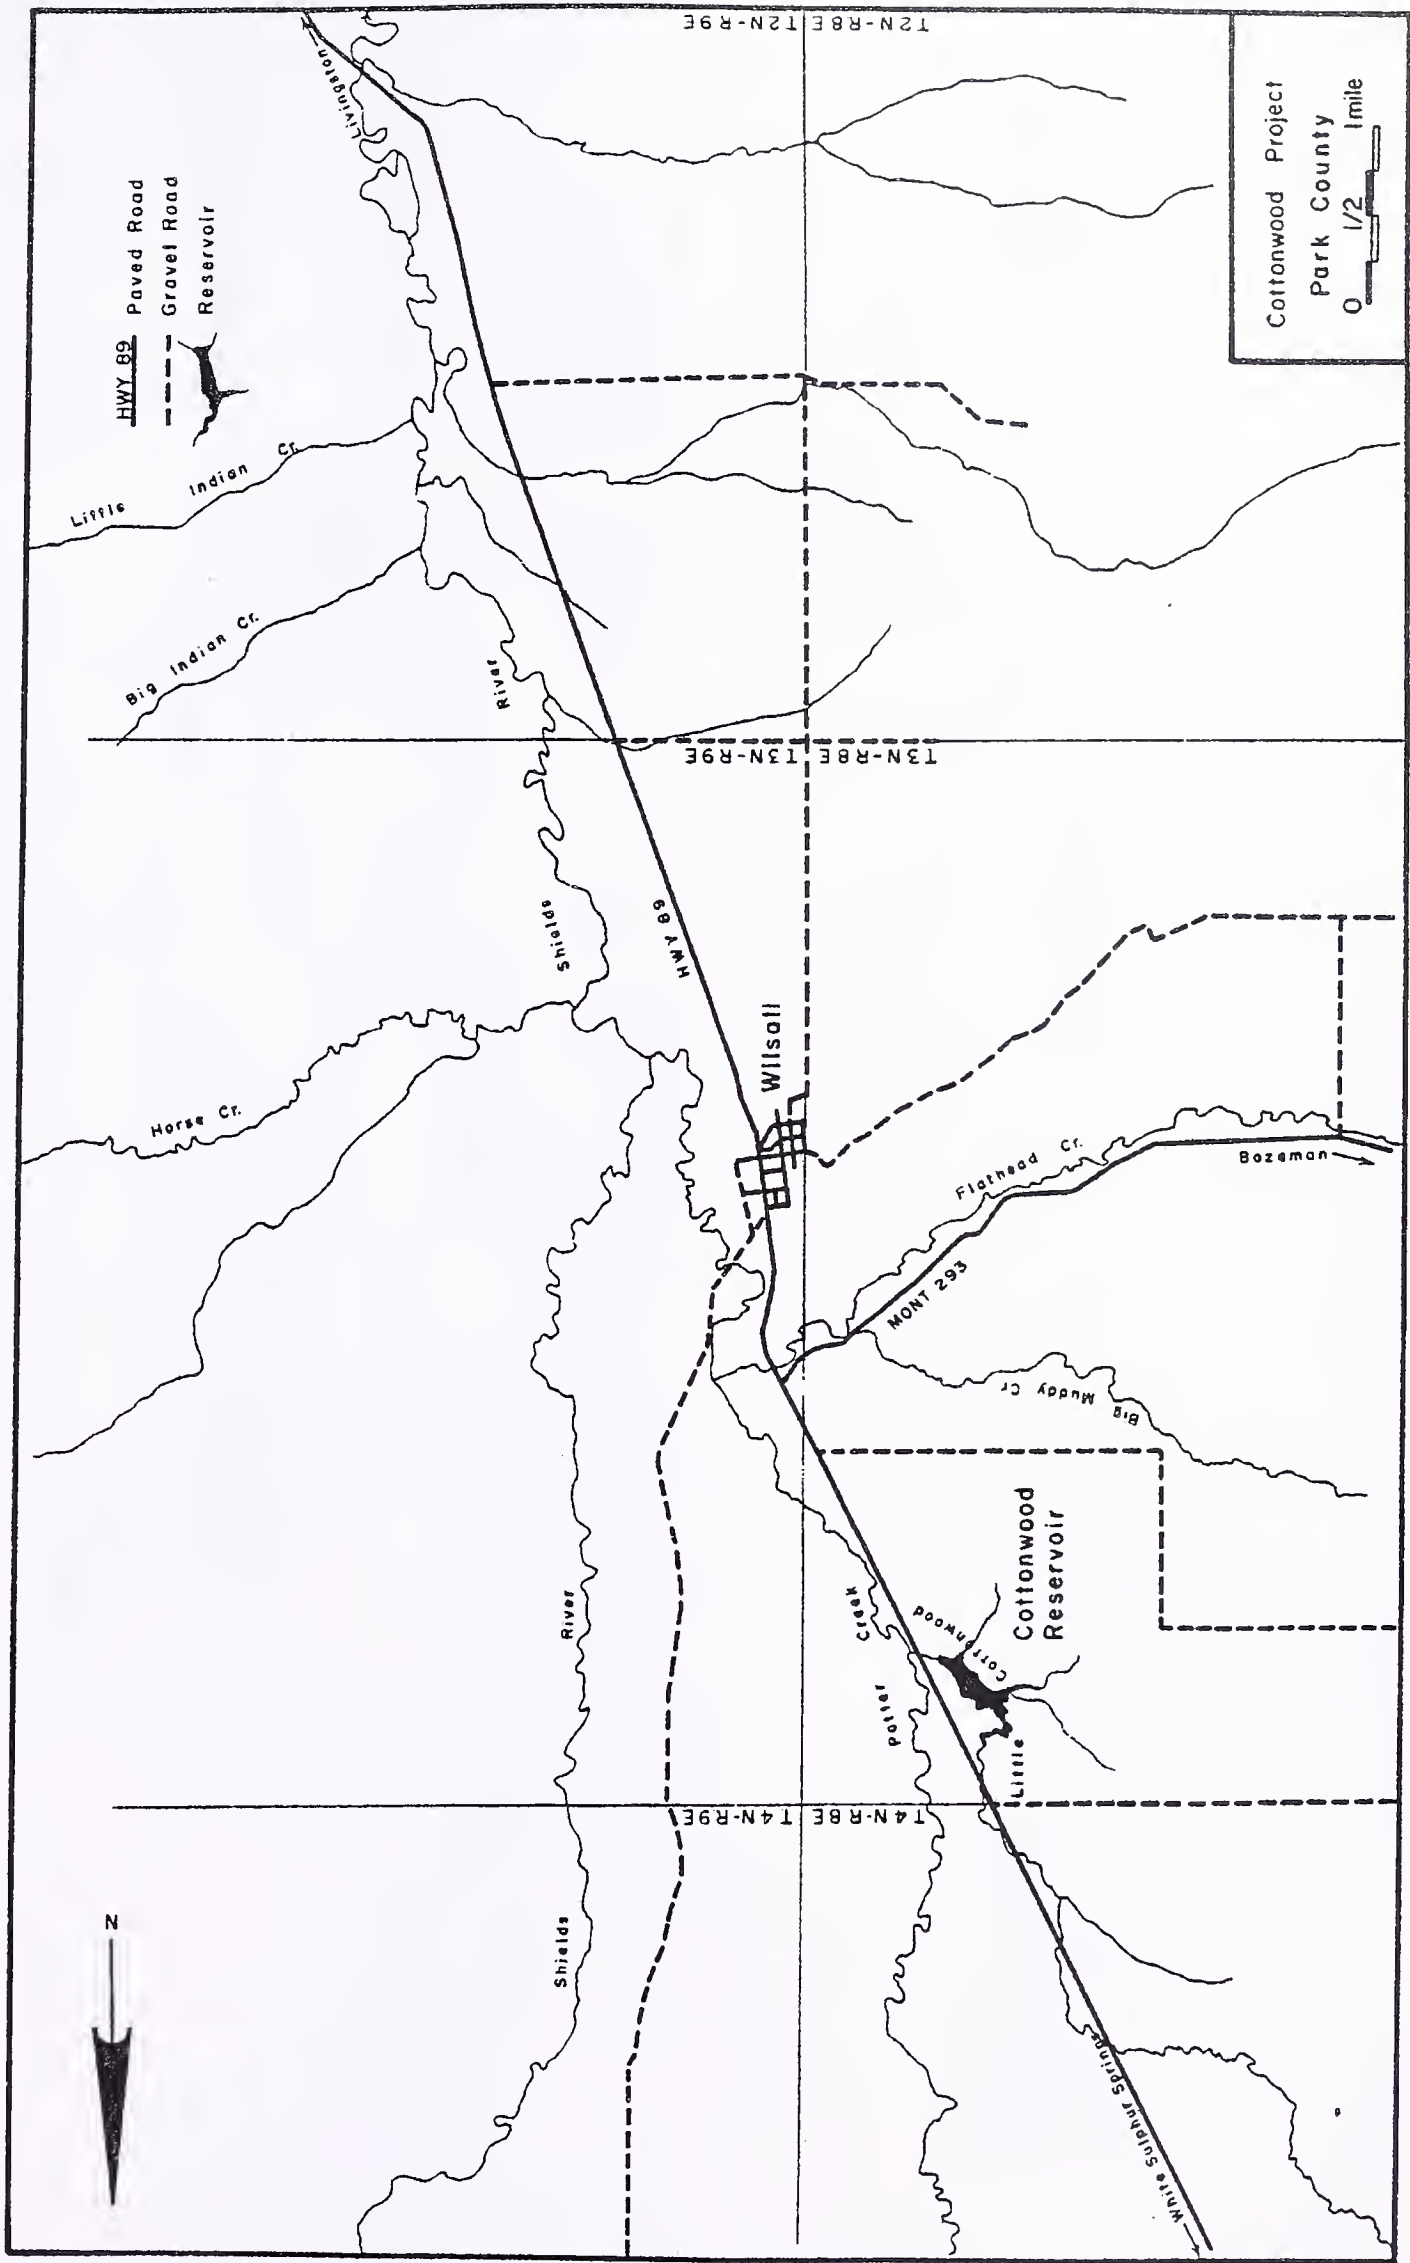 T2N-R9E
T2N-R8E
Livingston
HWY 89
Paved Road
Gravel Road
Reservoir
Cottonwood Project
Park County
0 1/2 1mile
Little Indian Cr.
Big Indian Cr.
River
Shields
T3N-R9E
T3N-R8E
HWY 89
Wilsall
Horse Cr.
Flathead Cr.
Bozeman
MONT 293
Big Muddy Cr
Cottonwood
Reservoir
River
Shields
Potter Creek
Little Cottonwood
T4N-R9E
T4N-R8E
N
White Sulphur Springs